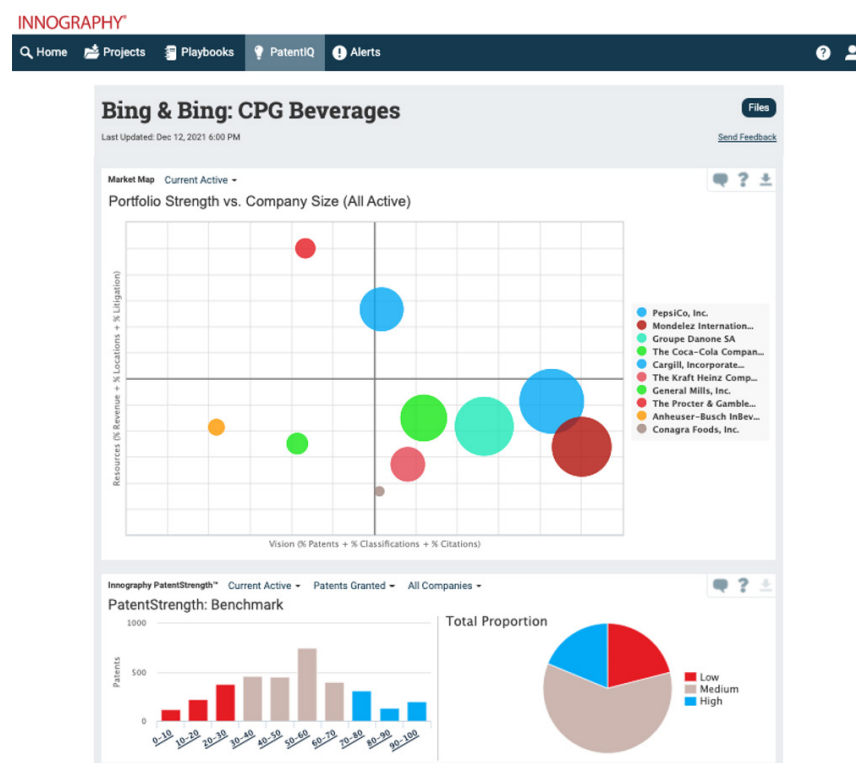 INNOGRAPHY®
Home Projects Playbooks PatentIQ Alerts
Bing & Bing: CPG Beverages
Files
Last Updated: Dec 12, 2021 6:00 PM
Send Feedback
Market Map Current Active
Portfolio Strength vs. Company Size (All Active)
Resources (% Revenue + % Locations + % Litigation)
PepsiCo, Inc.
Mondelez Internation...
Groupe Danone SA
The Coca-Cola Compan...
Cargill, Incorporate...
The Kraft Heinz Comp...
General Mills, Inc.
The Procter & Gamble...
Anheuser-Busch InBev...
Conagra Foods, Inc.
Vision (% Patents + % Classifications + % Citations)
Innography PatentStrength™ Current Active Patents Granted All Companies
PatentStrength: Benchmark
1000
500
0
Patents
0-10 10-20 20-30 30-40 40-50 50-60 60-70 70-80 80-90 90-100
Total Proportion
Low
Medium
High